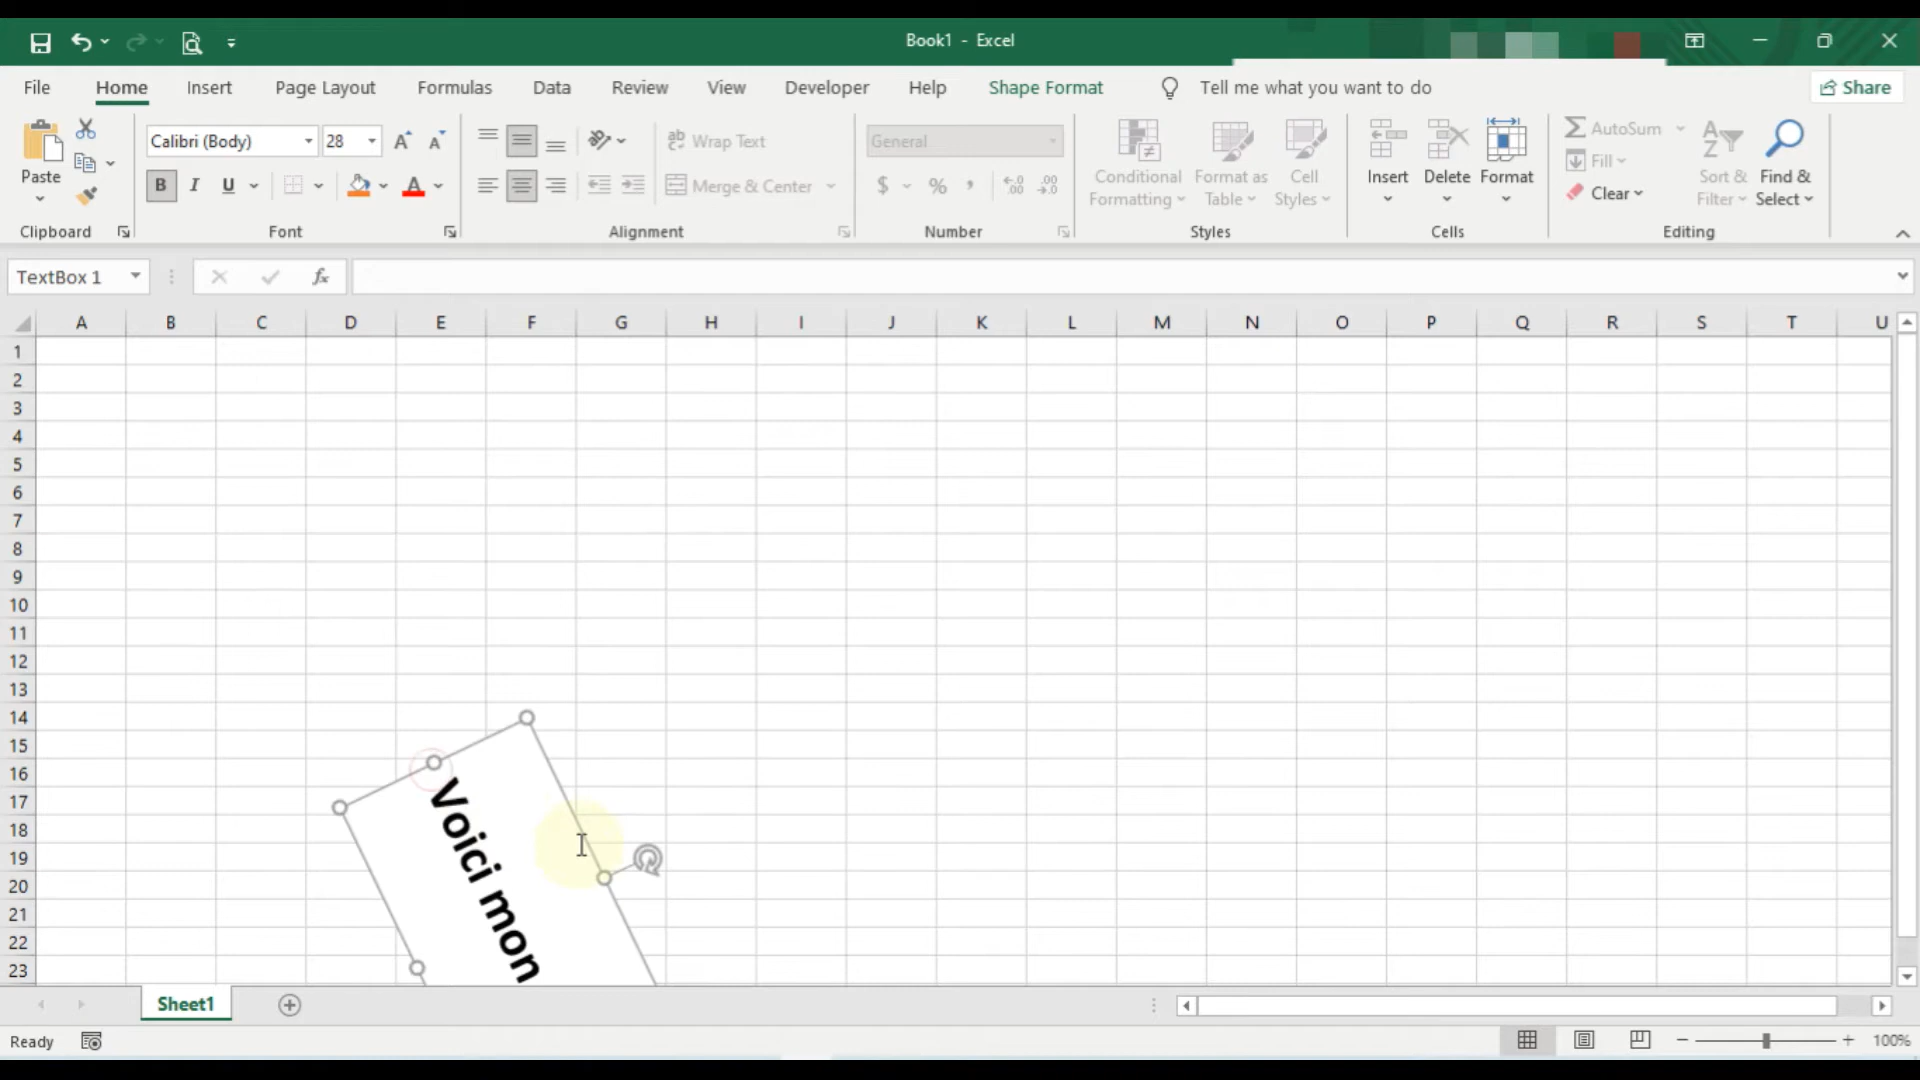 Book1 - Excel
File Home Insert Page Layout Formulas Data Review View Developer Help Shape Format Tell me what you want to do Share
Paste
Calibri (Body) 28
B I U
Wrap Text
Merge & Center
General
$ % ,
Conditional Formatting
Format as Table
Cell Styles
Insert Delete Format
AutoSum
Fill
Clear
Sort & Filter
Find & Select
Clipboard Font Alignment Number Styles Cells Editing
TextBox 1 fx
A B C D E F G H I J K L M N O P Q R S T U
1
2
3
4
5
6
7
8
9
10
11
12
13
14
15
16
17
18
19
20
21
22
23
Voici mon
Sheet1
Ready 100%